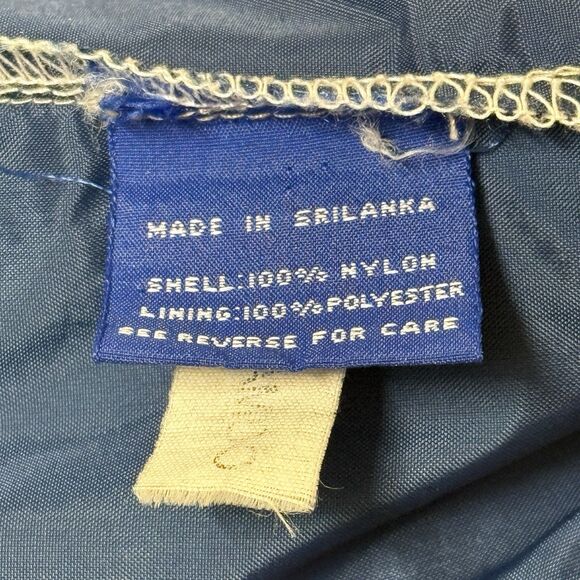 MADE IN SRILANKA
SHELL:100% NYLON
LINING:100%POLYESTER
SEE REVERSE FOR CARE